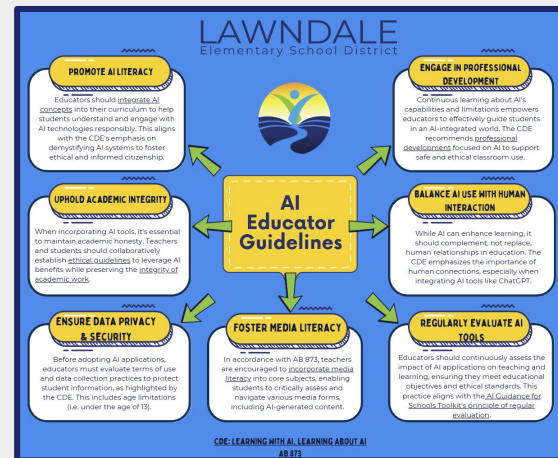 LAWNDALE
Elementary School District
PROMOTE AI LITERACY
Educators should integrate AI
concepts into their curriculum to help
students understand and engage with
AI technologies responsibly. This aligns
with the CDE's emphasis on
demystifying AI systems to foster
ethical and informed citizenship.
ENGAGE IN PROFESSIONAL
DEVELOPMENT
Continuous learning about AI's
capabilities and limitations empowers
educators to effectively guide students
in an AI-integrated world. The CDE
recommends professional
development focused on AI to support
safe and ethical classroom use.
AI
Educator
Guidelines
UPHOLD ACADEMIC INTEGRITY
When incorporating AI tools, it's essential
to maintain academic honesty. Teachers
and students should collaboratively
establish ethical guidelines to leverage AI
benefits while preserving the integrity of
academic work.
BALANCE AI USE WITH HUMAN
INTERACTION
While AI can enhance learning, it
should complement, not replace,
human relationships in education. The
CDE emphasizes the importance of
human connections, especially when
integrating AI tools like ChatGPT.
ENSURE DATA PRIVACY
& SECURITY
Before adopting AI applications,
educators must evaluate terms of use
and data collection practices to protect
student information, as highlighted by
the CDE. This includes age limitations
(i.e. under the age of 13).
FOSTER MEDIA LITERACY
In accordance with AB 873, teachers
are encouraged to incorporate media
literacy into core subjects, enabling
students to critically assess and
navigate various media forms,
including AI-generated content.
REGULARLY EVALUATE AI
TOOLS
Educators should continuously assess the
impact of AI applications on teaching and
learning, ensuring they meet educational
objectives and ethical standards. This
practice aligns with the AI Guidance for
Schools Toolkit's principle of regular
evaluation.
CDE: LEARNING WITH AI, LEARNING ABOUT AI
AB 873